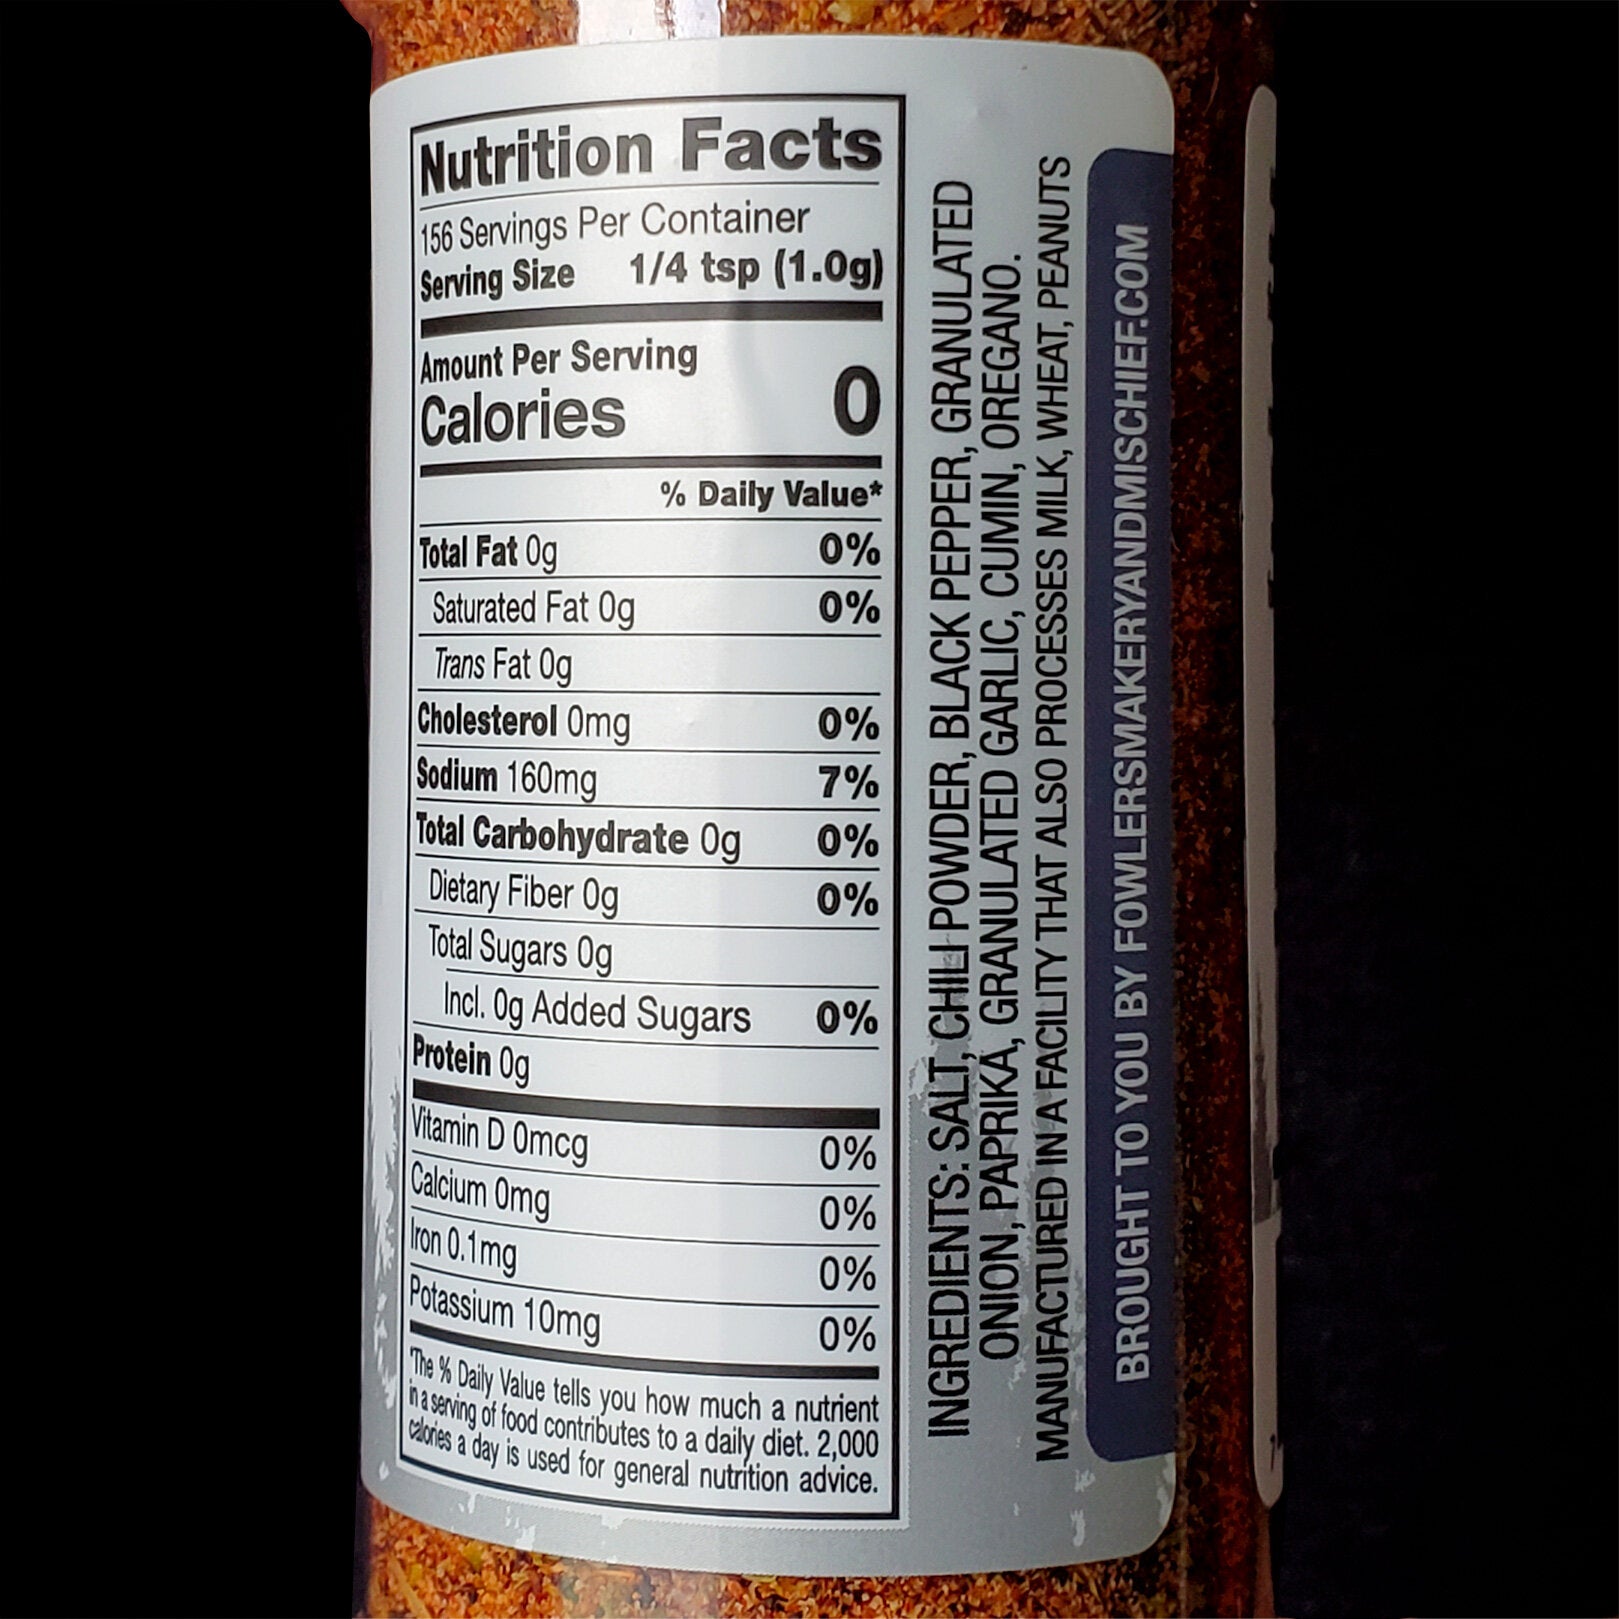 Nutrition Facts
156 Servings Per Container
Serving Size 1/4 tsp (1.0g)
Amount Per Serving
Calories 0
% Daily Value*
Total Fat 0g 0%
Saturated Fat 0g 0%
Trans Fat 0g
Cholesterol 0mg 0%
Sodium 160mg 7%
Total Carbohydrate 0g 0%
Dietary Fiber 0g 0%
Total Sugars 0g
Incl. 0g Added Sugars 0%
Protein 0g
Vitamin D 0mcg 0%
Calcium 0mg 0%
Iron 0.1mg 0%
Potassium 10mg 0%
*The % Daily Value tells you how much a nutrient
in a serving of food contributes to a daily diet. 2,000
calories a day is used for general nutrition advice.
INGREDIENTS: SALT, CHILI POWDER, BLACK PEPPER, GRANULATED
ONION, PAPRIKA, GRANULATED GARLIC, CUMIN, OREGANO.
MANUFACTURED IN A FACILITY THAT ALSO PROCESSES MILK, WHEAT, PEANUTS
BROUGHT TO YOU BY FOWLERSMAKERYANDMISCHIEF.COM